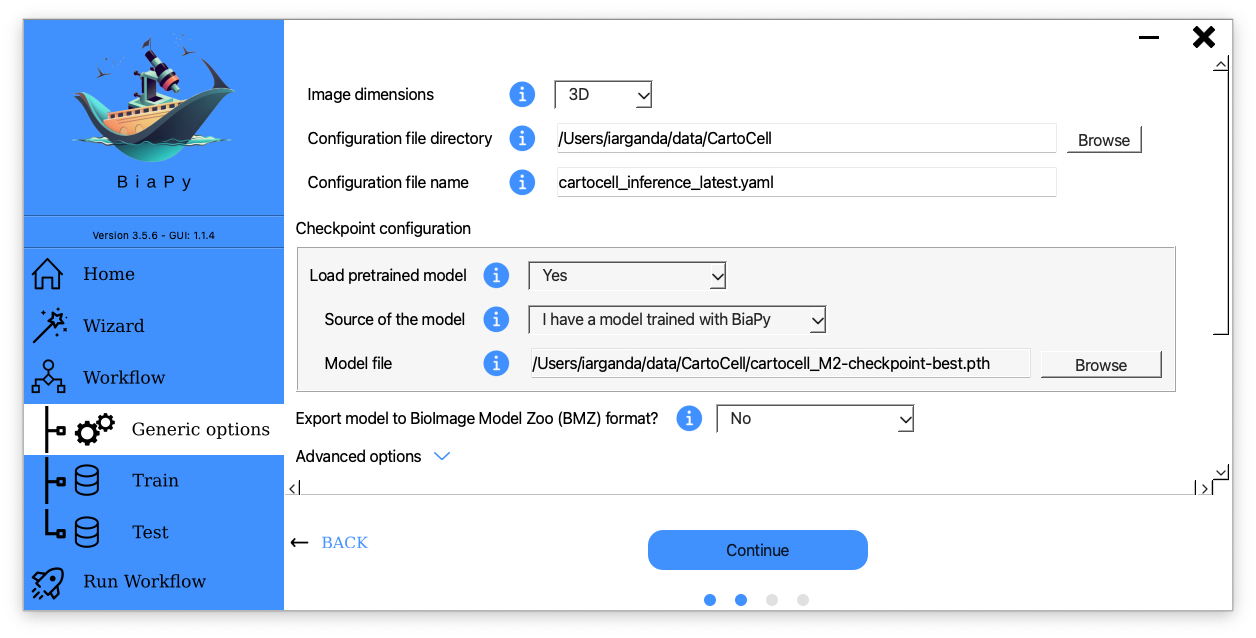 BiaPy
Version 3.5.6 - GUI: 1.1.4
Home
Wizard
Workflow
Generic options
Train
Test
Run Workflow
Image dimensions 3D
Configuration file directory /Users/iarganda/data/CartoCell Browse
Configuration file name cartocell_inference_latest.yaml
Checkpoint configuration
Load pretrained model Yes
Source of the model I have a model trained with BiaPy
Model file /Users/iarganda/data/CartoCell/cartocell_M2-checkpoint-best.pth Browse
Export model to BioImage Model Zoo (BMZ) format? No
Advanced options
BACK
Continue